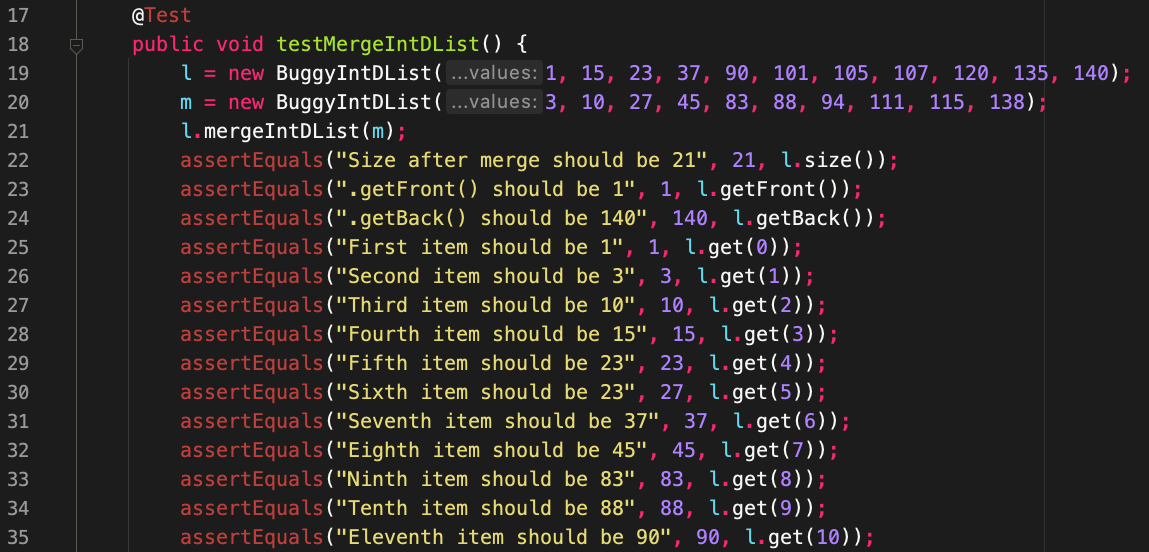 17 @Test
18 public void testMergeIntDList() {
19 l = new BuggyIntDList( ...values: 1, 15, 23, 37, 90, 101, 105, 107, 120, 135, 140);
20 m = new BuggyIntDList( ...values: 3, 10, 27, 45, 83, 88, 94, 111, 115, 138);
21 l.mergeIntDList(m);
22 assertEquals("Size after merge should be 21", 21, l.size());
23 assertEquals(".getFront() should be 1", 1, l.getFront());
24 assertEquals(".getBack() should be 140", 140, l.getBack());
25 assertEquals("First item should be 1", 1, l.get(0));
26 assertEquals("Second item should be 3", 3, l.get(1));
27 assertEquals("Third item should be 10", 10, l.get(2));
28 assertEquals("Fourth item should be 15", 15, l.get(3));
29 assertEquals("Fifth item should be 23", 23, l.get(4));
30 assertEquals("Sixth item should be 23", 27, l.get(5));
31 assertEquals("Seventh item should be 37", 37, l.get(6));
32 assertEquals("Eighth item should be 45", 45, l.get(7));
33 assertEquals("Ninth item should be 83", 83, l.get(8));
34 assertEquals("Tenth item should be 88", 88, l.get(9));
35 assertEquals("Eleventh item should be 90", 90, l.get(10));